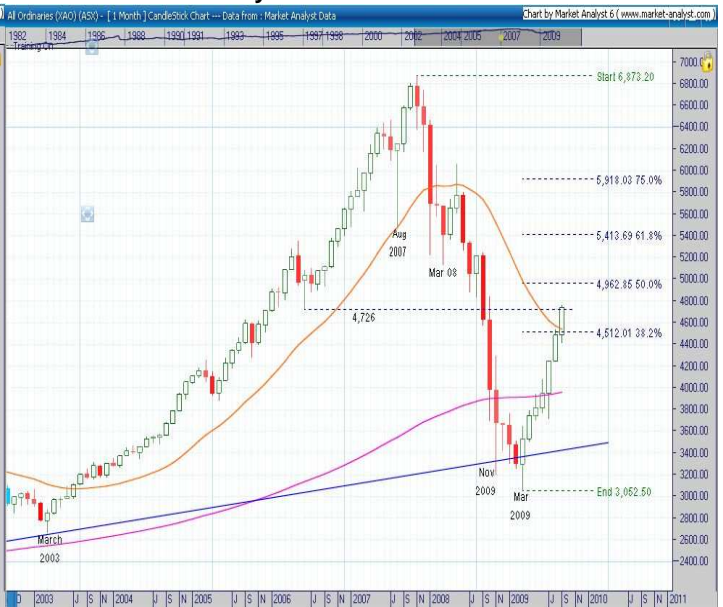 All Ordinaries (XAO) (ASX) - [ 1 Month ] CandleStick Chart --- Data from : Market Analyst Data
Chart by Market Analyst 6 ( www.market-analyst.com )
1982 1984 1986 1988 1990 1991 1993 1995 1997 1998 2000 2002 2004 2005 2007 2009
--Training On--
7000.00
Start 6,873.20
6800.00
6600.00
6400.00
6200.00
6000.00
5,918.03 75.0%
5800.00
5600.00
5,413.69 61.8%
5400.00
Aug
2007
5200.00
Mar 08
5000.00
4,962.85 50.0%
4800.00
4,726
4600.00
4,512.01 38.2%
4400.00
4200.00
4000.00
3800.00
3600.00
3400.00
3200.00
Nov
2009
Mar
2009
End 3,052.50
3000.00
2800.00
March
2003
2600.00
2400.00
2003 J S N 2004 J S N 2005 J S N 2006 J S N 2007 J S N 2008 J S N 2009 J S N 2010 J S N 2011